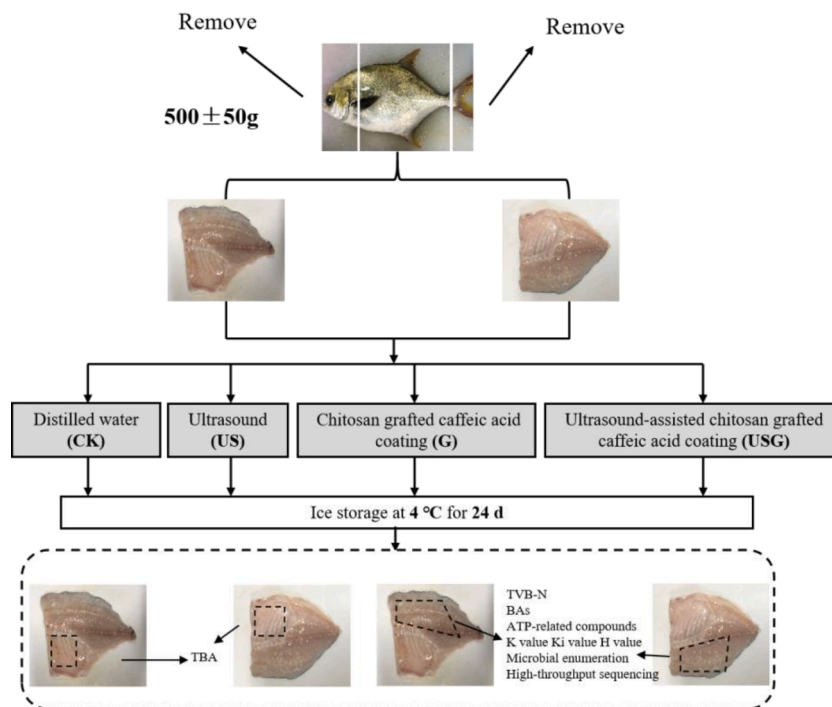 Remove
Remove
500±50g
Distilled water
(CK)
Ultrasound
(US)
Chitosan grafted caffeic acid
coating (G)
Ultrasound-assisted chitosan grafted
caffeic acid coating (USG)
Ice storage at 4 ℃ for 24 d
TBA
TVB-N
BAs
ATP-related compounds
K value Ki value H value
Microbial enumeration
High-throughput sequencing